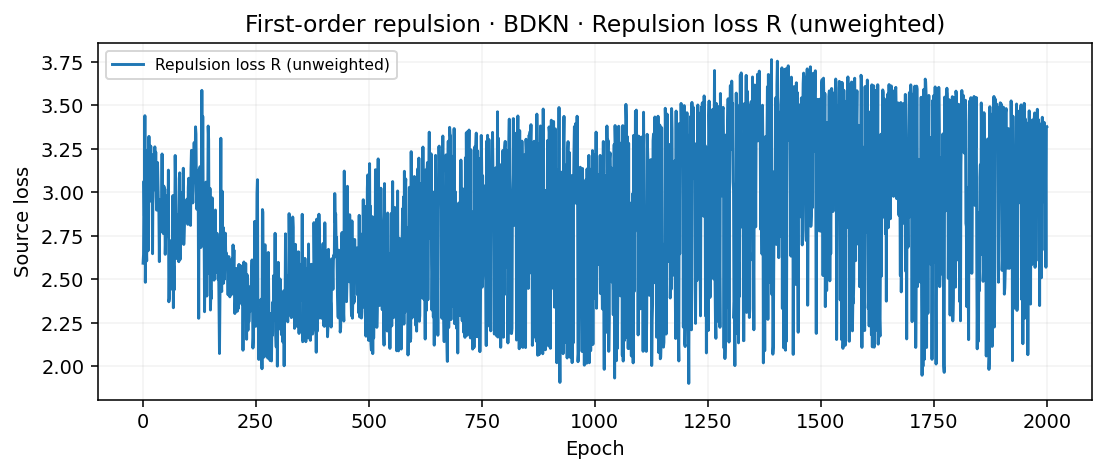 First-order repulsion · BDKN · Repulsion loss R (unweighted)
Repulsion loss R (unweighted)
Source loss
3.75
3.50
3.25
3.00
2.75
2.50
2.25
2.00
0 250 500 750 1000 1250 1500 1750 2000
Epoch